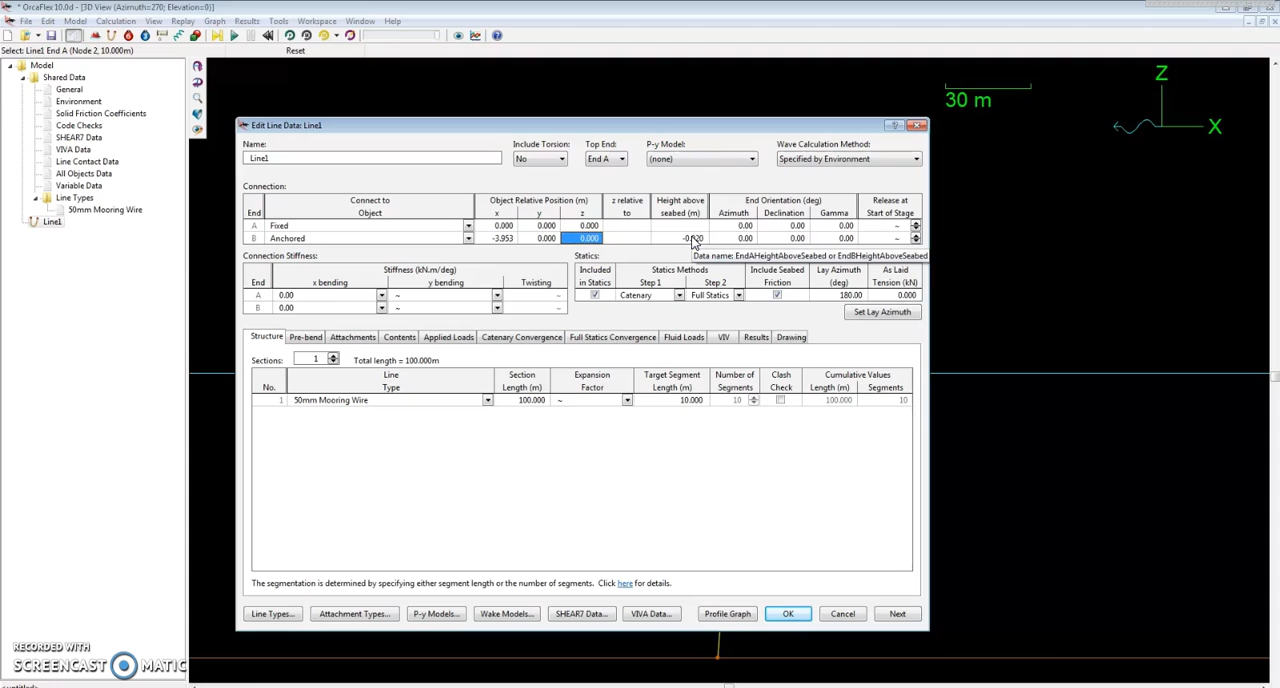 * OrcaFlex 10.0d - [3D View (Azimuth=270; Elevation=0)]
File Edit Model Calculation View Replay Graph Results Tools Workspace Window Help
Select: Line1 End A (Node 2, 10.000m) Reset
Model
Shared Data
General
Environment
Solid Friction Coefficients
Code Checks
SHEAR7 Data
VIVA Data
Line Contact Data
All Objects Data
Variable Data
Line Types
50mm Mooring Wire
Line1
30 m
Z
X
Edit Line Data: Line1
Name: Include Torsion: Top End: P-y Model: Wave Calculation Method:
Line1 No End A (none) Specified by Environment
Connection:
Connect to Object Relative Position (m) z relative Height above End Orientation (deg) Release at
End Object x y z to seabed (m) Azimuth Declination Gamma Start of Stage
A Fixed 0.000 0.000 0.000 0.00 0.00 0.00 ~
B Anchored -3.953 0.000 0.000 0.00 0.00 0.00 ~
Data name: EndAHeightAboveSeabed or EndBHeightAboveSeabed
Connection Stiffness: Statics:
Stiffness (kN.m/deg) Included Statics Methods Include Seabed Lay Azimuth As Laid
End x bending y bending Twisting in Statics Step 1 Step 2 Friction (deg) Tension (kN)
A 0.00 ~ ~ Catenary Full Statics 180.00 0.000
B 0.00 ~ ~
Set Lay Azimuth
Structure Pre-bend Attachments Contents Applied Loads Catenary Convergence Full Statics Convergence Fluid Loads VIV Results Drawing
Sections: 1 Total length = 100.000m
Line Section Expansion Target Segment Number of Clash Cumulative Values
No. Type Length (m) Factor Length (m) Segments Check Length (m) Segments
1 50mm Mooring Wire 100.000 ~ 10.000 10 100.000 10
The segmentation is determined by specifying either segment length or the number of segments. Click here for details.
Line Types... Attachment Types... P-y Models... Wake Models... SHEAR7 Data... VIVA Data... Profile Graph OK Cancel Next
RECORDED WITH
SCREENCAST MATIC
<untitled>